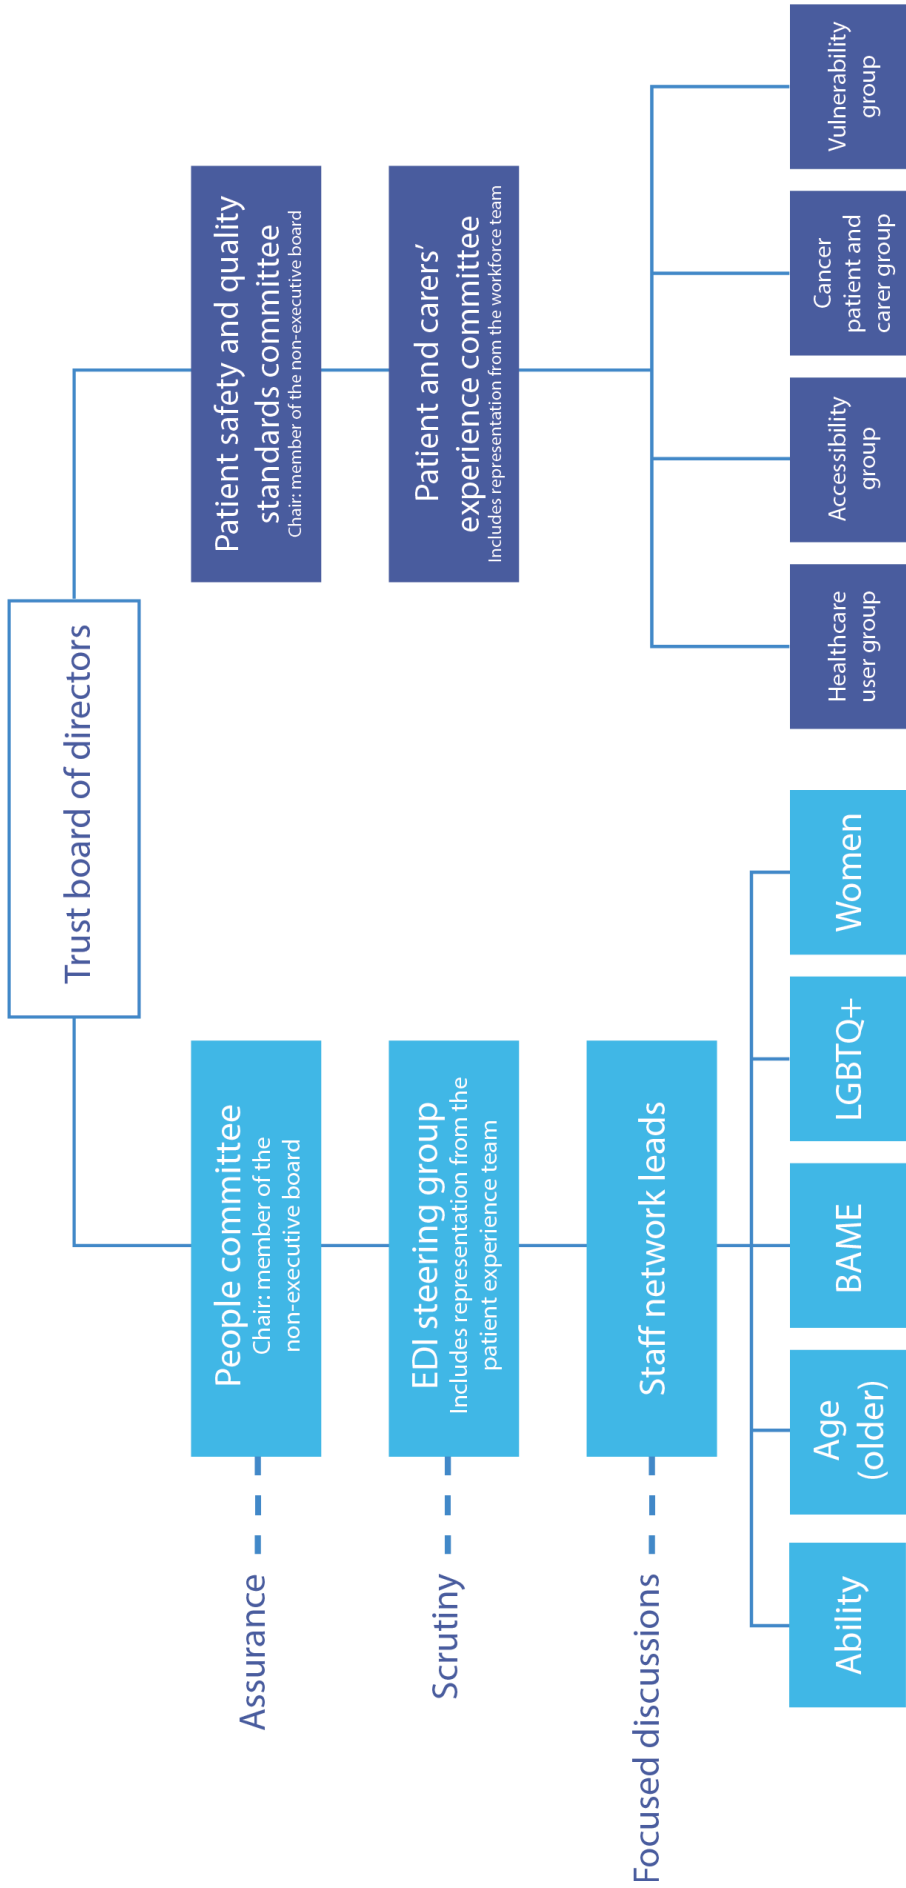 Trust board of directors
Assurance
People committee
Chair: member of the
non-executive board
Patient safety and quality
standards committee
Chair: member of the non-executive board
Scrutiny
EDI steering group
Includes representation from the
patient experience team
Patient and carers’
experience committee
Includes representation from the workforce team
Focused discussions
Staff network leads
Ability
Age
(older)
BAME
LGBTQ+
Women
Healthcare
user group
Accessibility
group
Cancer
patient and
carer group
Vulnerability
group